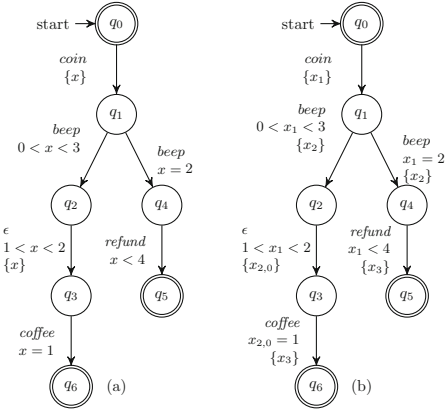 start
q₀
coin
{x}
q₁
beep
0 < x < 3
beep
x = 2
q₂
q₄
ϵ
1 < x < 2
{x}
refund
x < 4
q₃
q₅
coffee
x = 1
q₆
(a)
start
q₀
coin
{x₁}
q₁
beep
0 < x₁ < 3
{x₂}
beep
x₁ = 2
{x₂}
q₂
q₄
ϵ
1 < x₁ < 2
{x₂,₀}
refund
x₁ < 4
{x₃}
q₃
q₅
coffee
x₂,₀ = 1
{x₃}
q₆
(b)